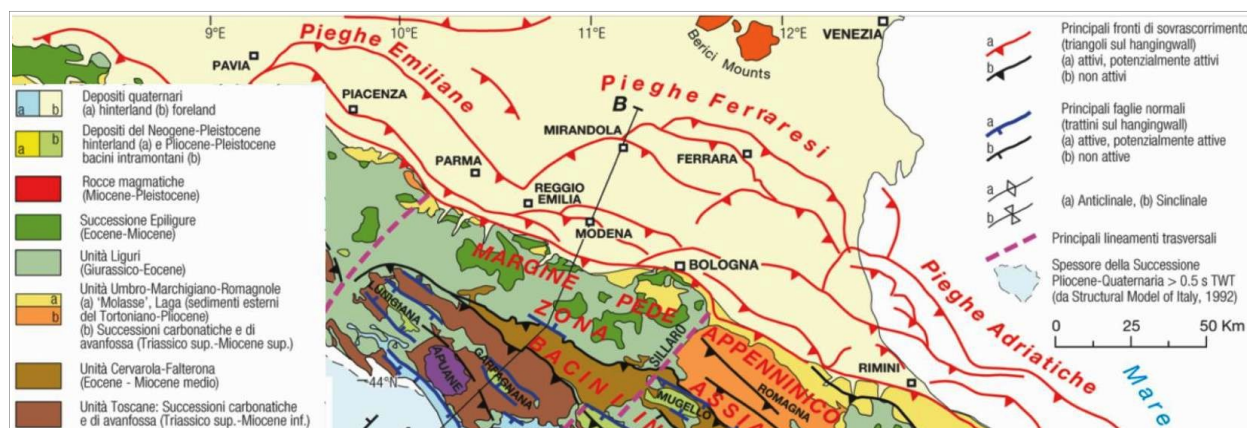 9°E
10°E
11°E
12°E
PAVIA
PIACENZA
PARMA
REGGIO
EMILIA
MODENA
MIRANDOLA
FERRARA
BOLOGNA
VENEZIA
RIMINI
Berici Mounts
B
Pieghe Emiliane
Pieghe Ferraresi
Pieghe Adriatiche
MARGINE PEDE APPENNINICO
ZONA ASSIA
BACINI IN
LUNIGIANA
APUANE
GARFAGNANA
SILLARO
MUGELLO
ROMAGNA
44°N
Mare
a b
Depositi quaternari
(a) hinterland (b) foreland
a b
Depositi del Neogene-Pleistocene
hinterland (a) e Pliocene-Pleistocene
bacini intramontani (b)
Rocce magmatiche
(Miocene-Pleistocene)
Successione Epiligure
(Eocene-Miocene)
Unità Liguri
(Giurassico-Eocene)
Unità Umbro-Marchigiano-Romagnole
a
(a) 'Molasse', Laga (sedimenti esterni
del Tortoniano-Pliocene)
b
(b) Successioni carbonatiche e di
avanfossa (Triassico sup.-Miocene sup.)
Unità Cervarola-Falterona
(Eocene - Miocene medio)
Unità Toscane: Successioni carbonatiche
e di avanfossa (Triassico sup.-Miocene inf.)
Principali fronti di sovrascorrimento
(triangoli sul hangingwall)
a
(a) attivi, potenzialmente attivi
b
(b) non attivi
Principali faglie normali
(trattini sul hangingwall)
a
(a) attive, potenzialmente attive
b
(b) non attive
a
b
(a) Anticlinale, (b) Sinclinale
Principali lineamenti trasversali
Spessore della Successione
Pliocene-Quaternaria > 0.5 s TWT
(da Structural Model of Italy, 1992)
0 25 50 Km